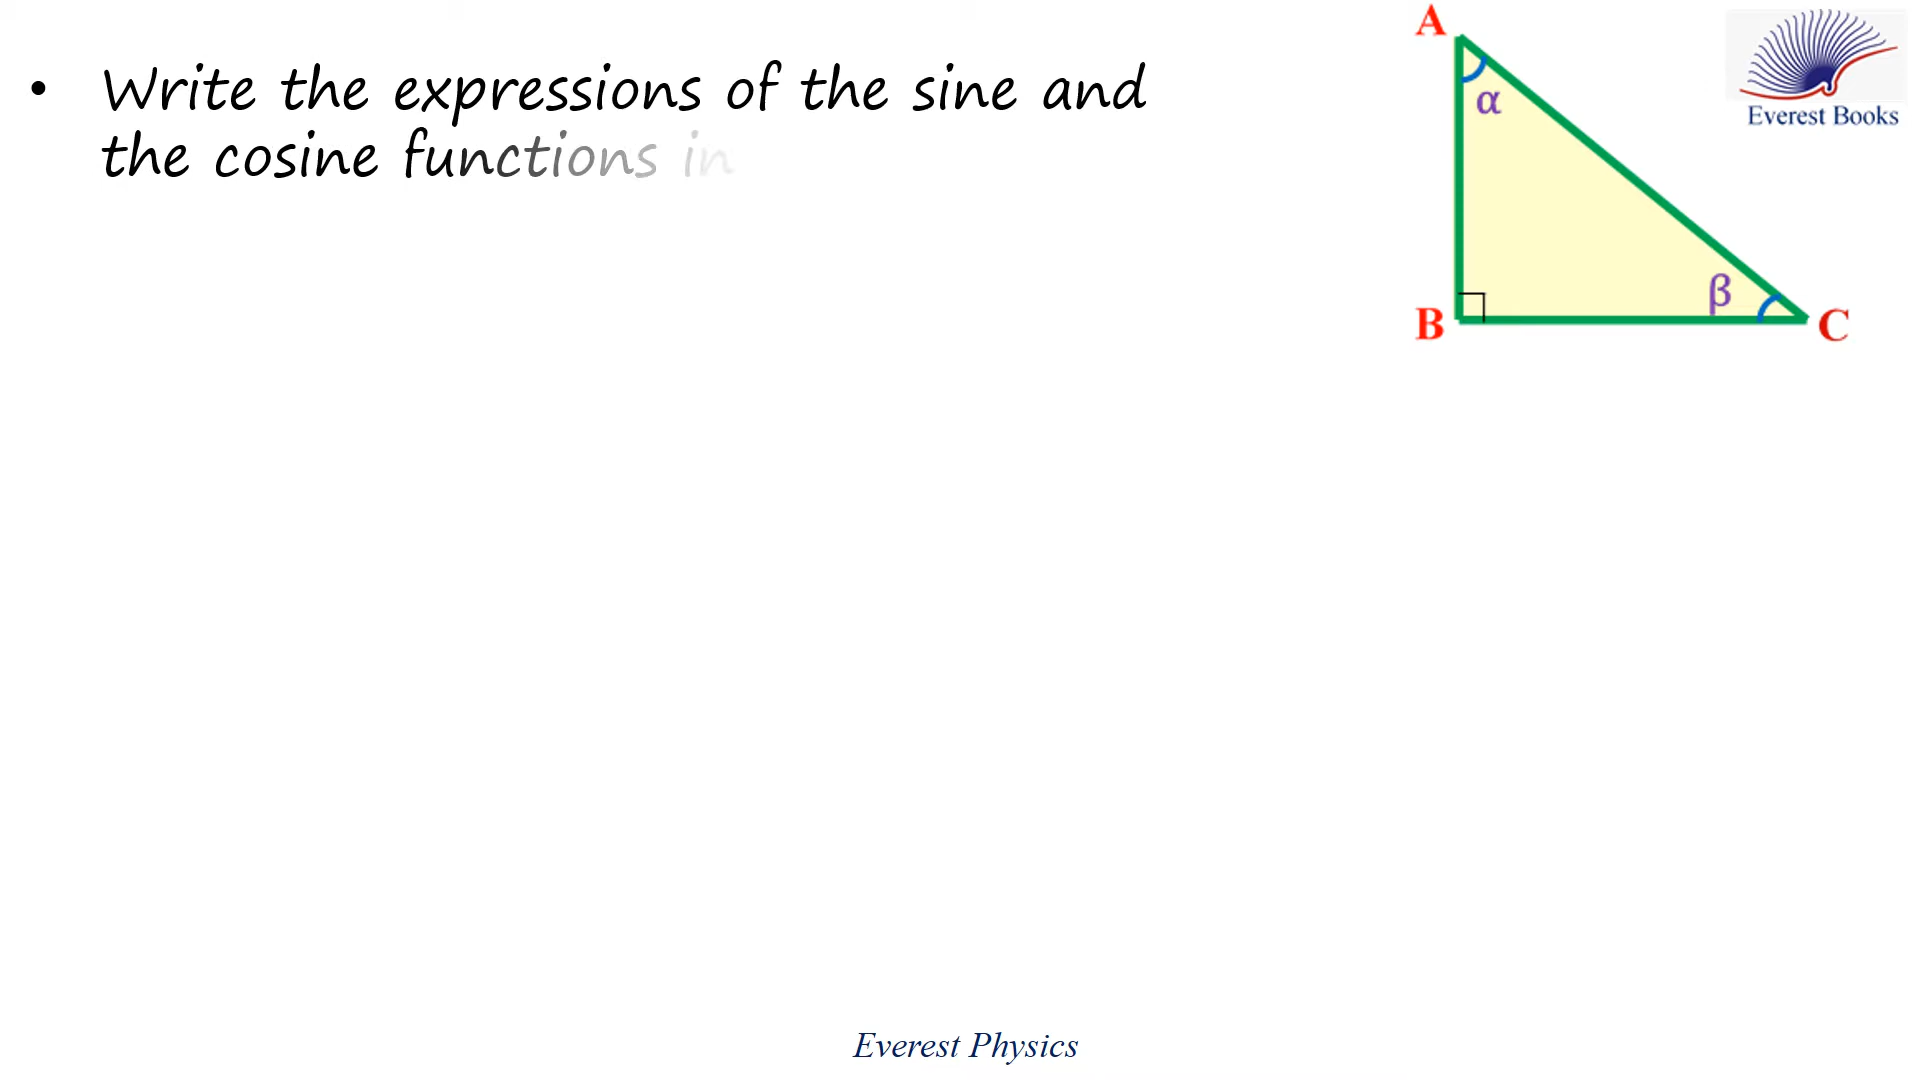 • Write the expressions of the sine and
the cosine functions in
A
α
β
B
C
Everest Books
Everest Physics